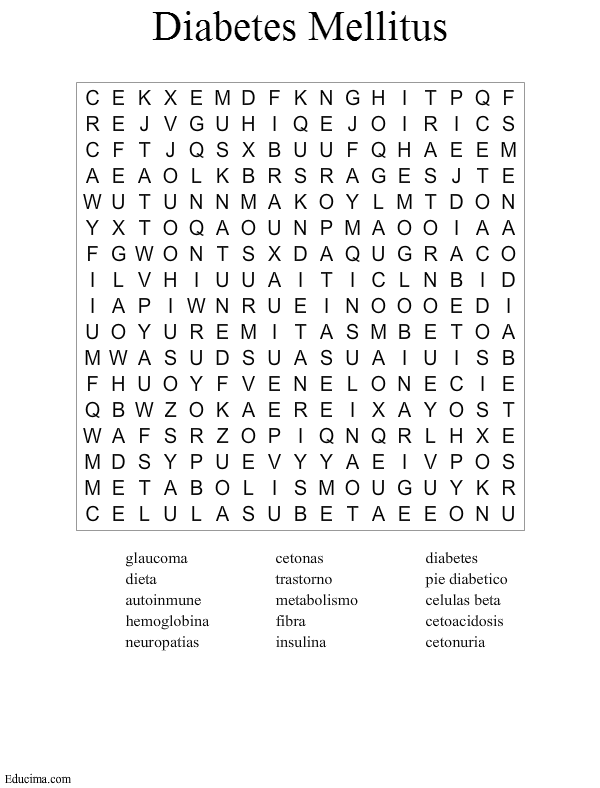 Diabetes Mellitus
C E K X E M D F K N G H I T P Q F
R E J V G U H I Q E J O I R I C S
C F T J Q S X B U U F Q H A E E M
A E A O L K B R S R A G E S J T E
W U T U N N M A K O Y L M T D O N
Y X T O Q A O U N P M A O O I A A
F G W O N T S X D A Q U G R A C O
I L V H I U U A I T I C L N B I D
I A P I W N R U E I N O O O E D I
U O Y U R E M I T A S M B E T O A
M W A S U D S U A S U A I U I S B
F H U O Y F V E N E L O N E C I E
Q B W Z O K A E R E I X A Y O S T
W A F S R Z O P I Q N Q R L H X E
M D S Y P U E V Y Y A E I V P O S
M E T A B O L I S M O U G U Y K R
C E L U L A S U B E T A E E O N U
glaucoma cetonas diabetes
dieta trastorno pie diabetico
autoinmune metabolismo celulas beta
hemoglobina fibra cetoacidosis
neuropatias insulina cetonuria
Educima.com